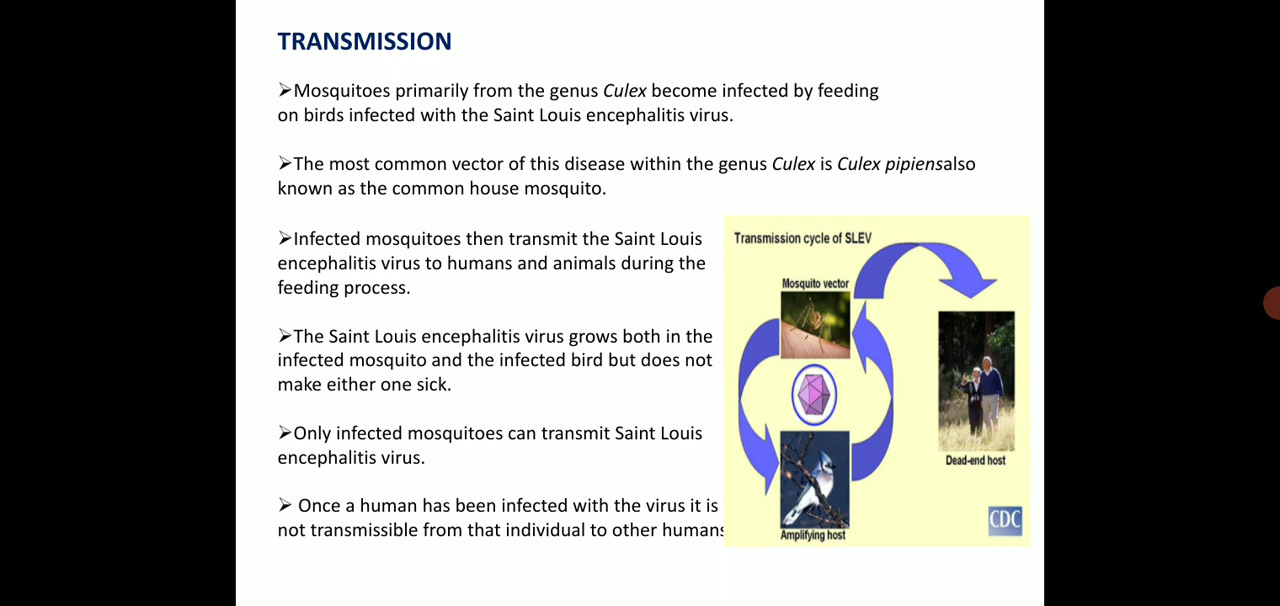 TRANSMISSION
➢Mosquitoes primarily from the genus Culex become infected by feeding
on birds infected with the Saint Louis encephalitis virus.
➢The most common vector of this disease within the genus Culex is Culex pipiensalso
known as the common house mosquito.
➢Infected mosquitoes then transmit the Saint Louis
encephalitis virus to humans and animals during the
feeding process.
➢The Saint Louis encephalitis virus grows both in the
infected mosquito and the infected bird but does not
make either one sick.
➢Only infected mosquitoes can transmit Saint Louis
encephalitis virus.
➢ Once a human has been infected with the virus it is
not transmissible from that individual to other humans
Transmission cycle of SLEV
Mosquito vector
Dead-end host
Amplifying host
CDC